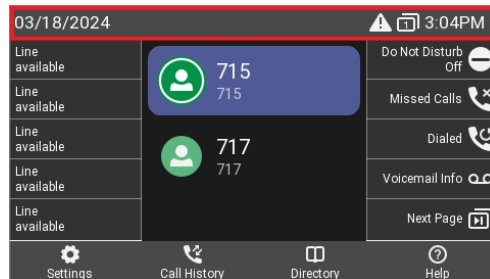 03/18/2024
1 3:04PM
Line
available
Line
available
Line
available
Line
available
Line
available
715
715
717
717
Do Not Disturb
Off
Missed Calls
Dialed
Voicemail Info
Next Page
Settings
Call History
Directory
? Help